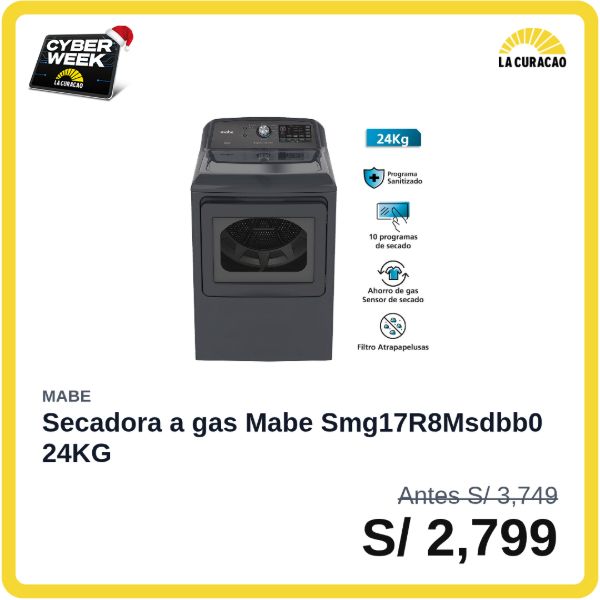 CYBER
WEEK
LA CURACAO
LA CURACAO
mabe
24Kg
Programa
Sanitizado
10 programas
de secado
Ahorro de gas
Sensor de secado
Filtro Atrapapelusas
MABE
Secadora a gas Mabe Smg17R8Msdbb0
24KG
Antes S/ 3,749
S/ 2,799